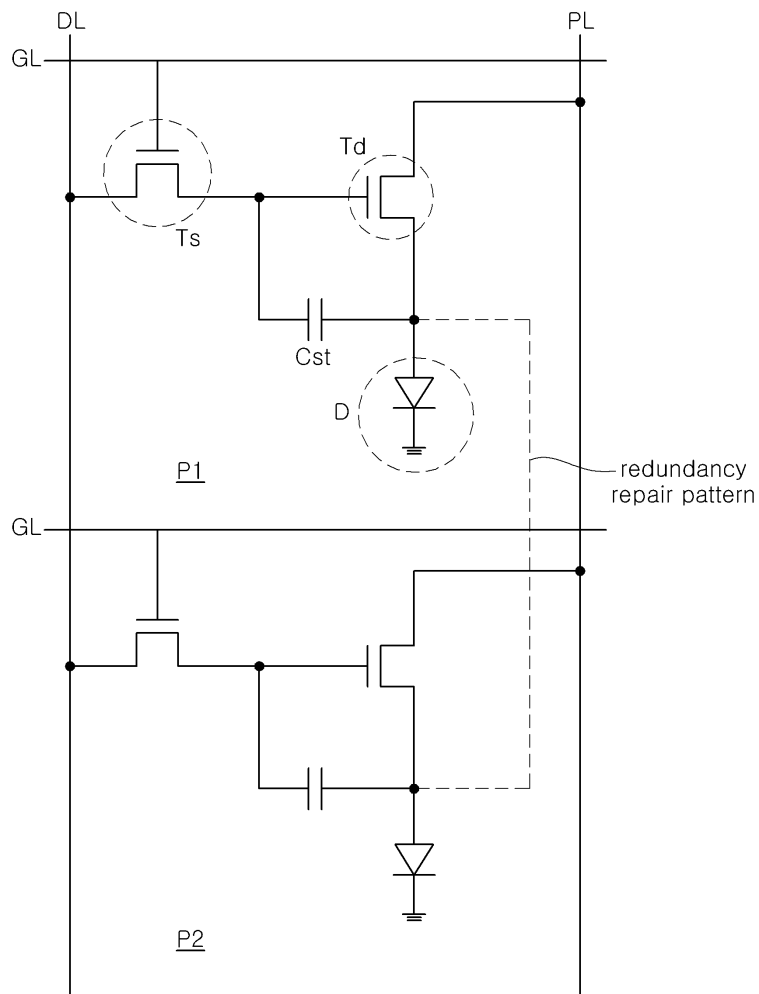 DL
PL
GL
Td
Ts
Cst
D
P1
redundancy
repair pattern
GL
P2